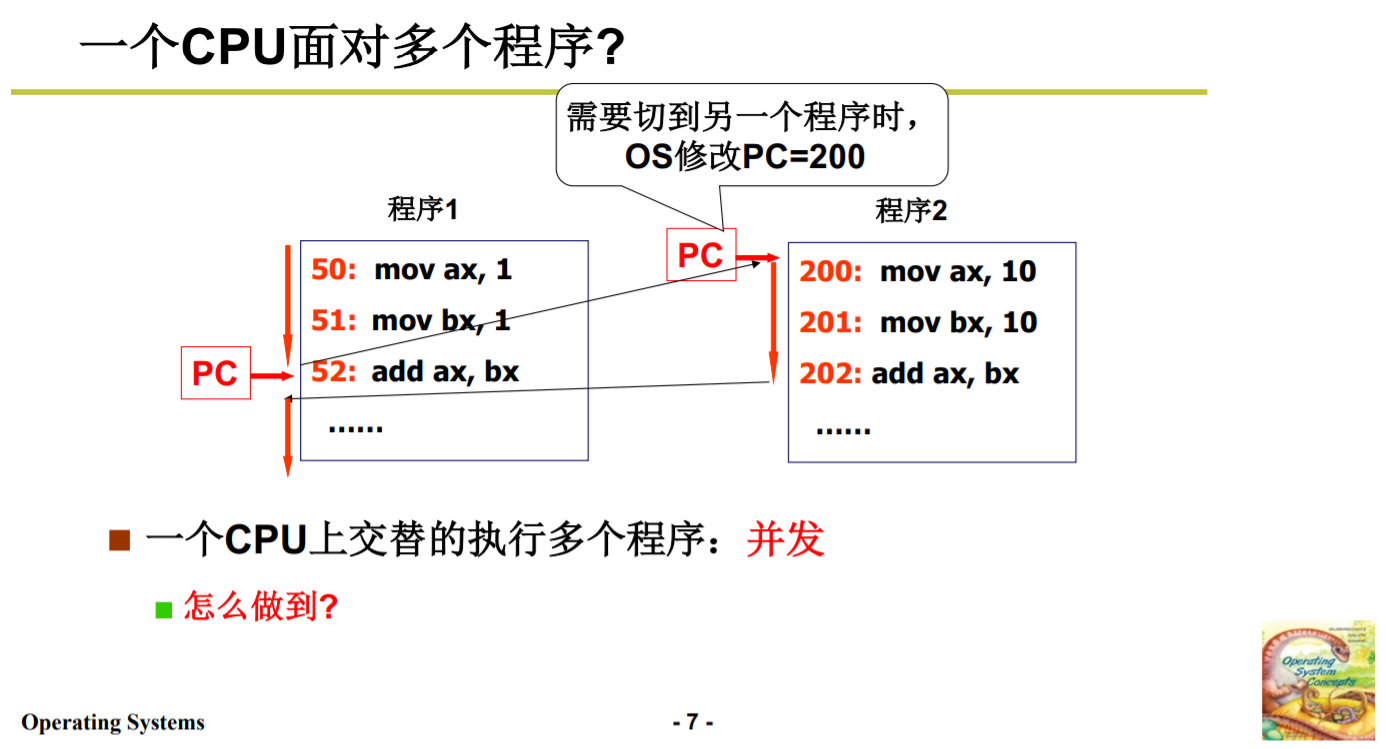 一个CPU面对多个程序?
需要切到另一个程序时，
OS修改PC=200
程序1
程序2
PC
50: mov ax, 1
51: mov bx, 1
52: add ax, bx
......
PC
200: mov ax, 10
201: mov bx, 10
202: add ax, bx
......
一个CPU上交替的执行多个程序：并发
怎么做到?
Operating
System
Concepts
Operating Systems
- 7 -